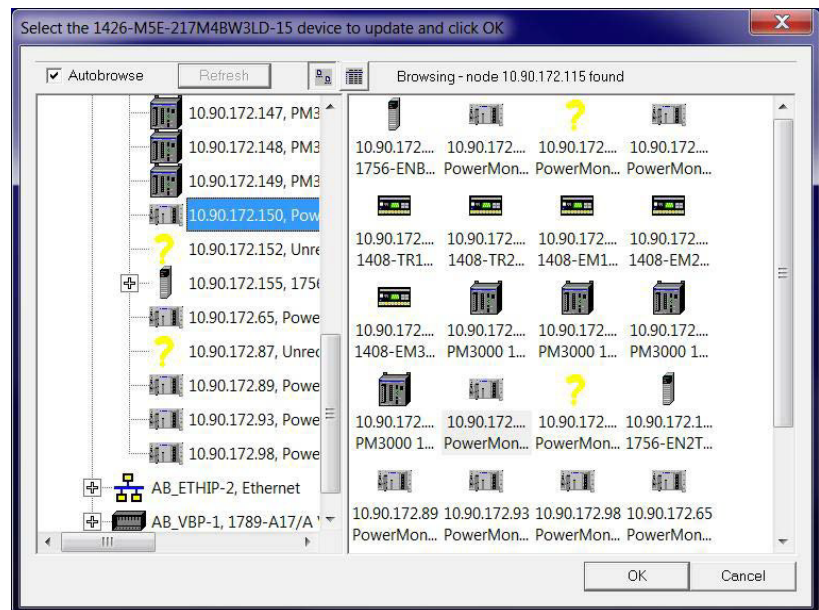 Select the 1426-M5E-217M4BW3LD-15 device to update and click OK
Autobrowse
Refresh
Browsing - node 10.90.172.115 found
10.90.172.147, PM3
10.90.172.148, PM3
10.90.172.149, PM3
10.90.172.150, Pow
10.90.172.152, Unre
10.90.172.155, 1756
10.90.172.65, Powe
10.90.172.87, Unrec
10.90.172.89, Powe
10.90.172.93, Powe
10.90.172.98, Powe
AB_ETHIP-2, Ethernet
AB_VBP-1, 1789-A17/A V
10.90.172.... 10.90.172.... 10.90.172.... 10.90.172....
1756-ENB... PowerMon... PowerMon... PowerMon...
10.90.172.... 10.90.172.... 10.90.172.... 10.90.172....
1408-TR1... 1408-TR2... 1408-EM1... 1408-EM2...
10.90.172.... 10.90.172.... 10.90.172.... 10.90.172....
1408-EM3... PM3000 1... PM3000 1... PM3000 1...
10.90.172.... 10.90.172.... 10.90.172.... 10.90.172.1...
PM3000 1... PowerMon... PowerMon... 1756-EN2T...
10.90.172.89 10.90.172.93 10.90.172.98 10.90.172.65
PowerMon... PowerMon... PowerMon... PowerMon...
OK
Cancel